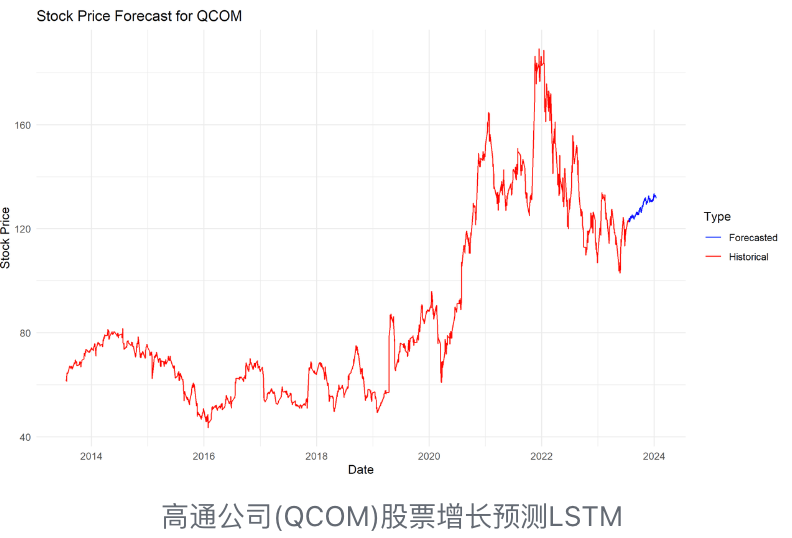 Stock Price Forecast for QCOM
Stock Price
160
120
80
40
2014 2016 2018 2020 2022 2024
Date
Type
Forecasted
Historical
高通公司(QCOM)股票增长预测LSTM